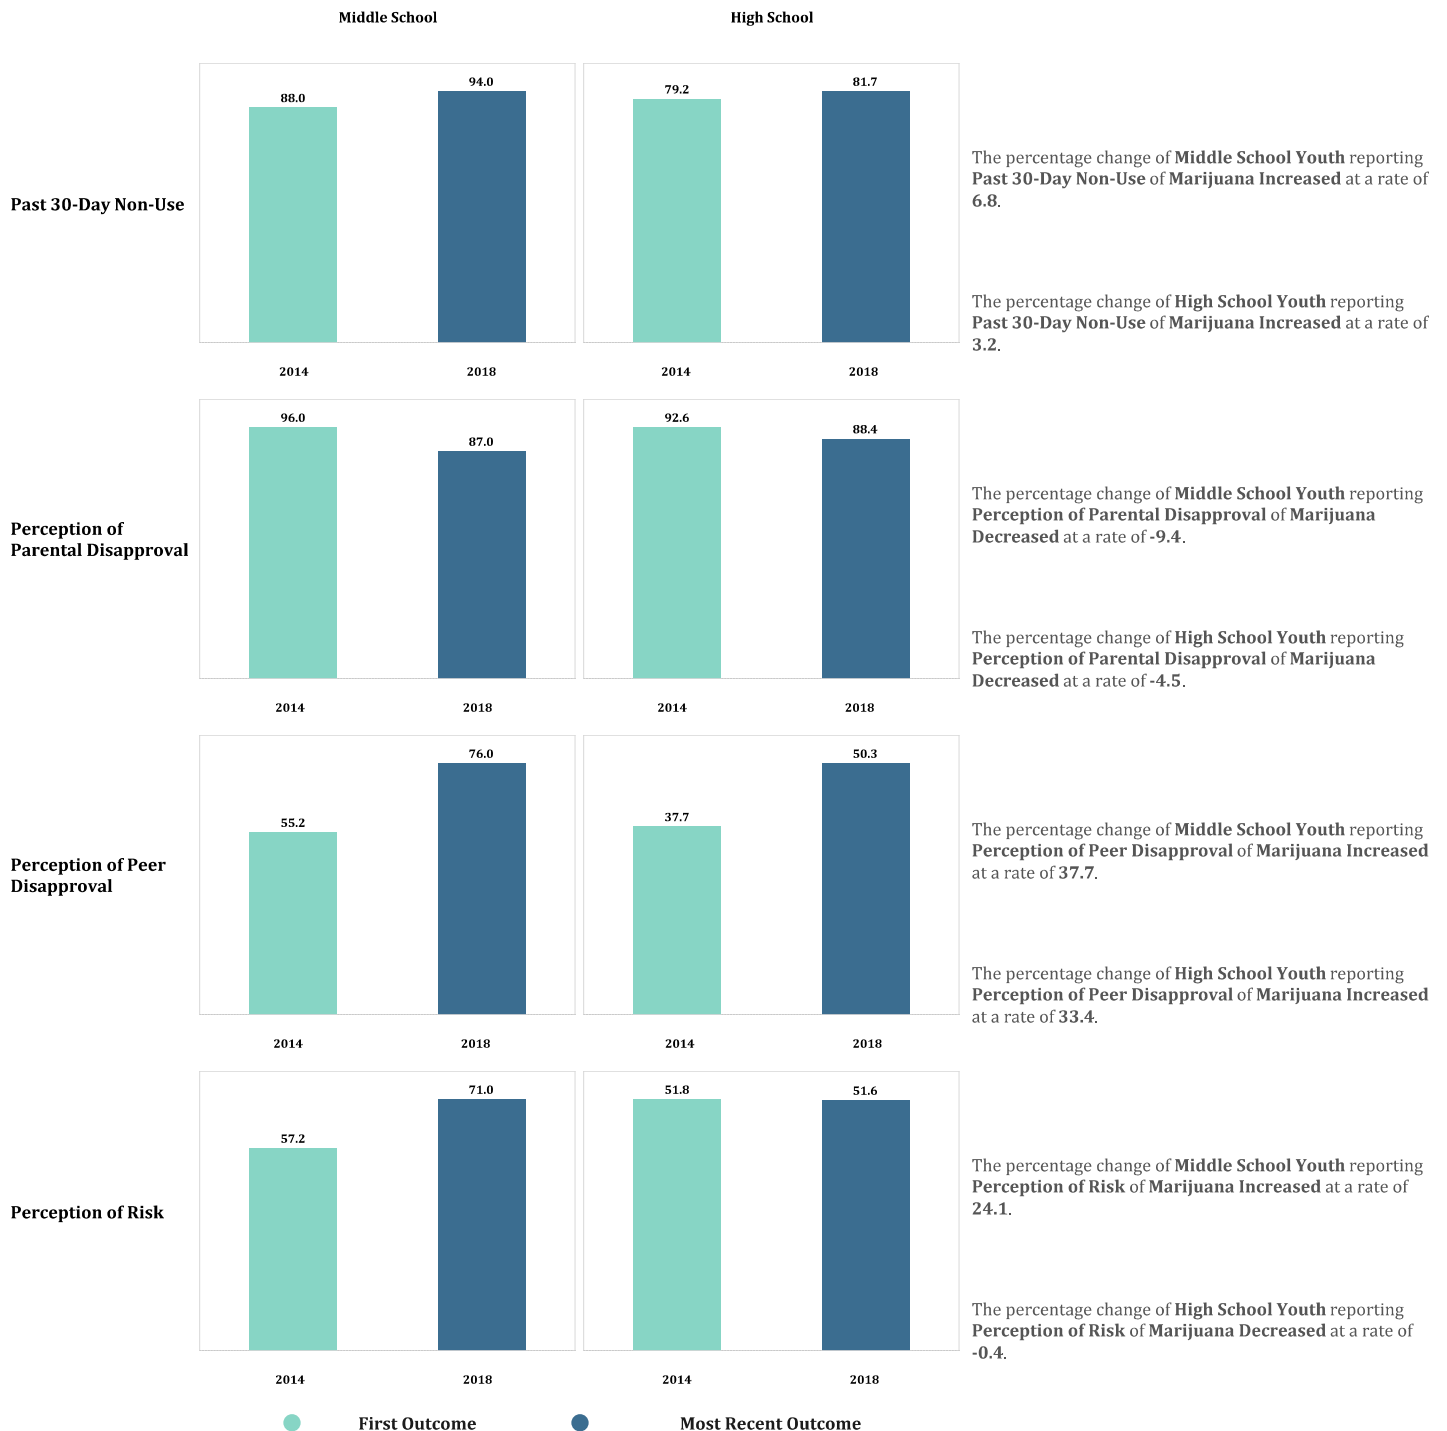 Middle School
High School
Past 30-Day Non-Use
88.0
94.0
2014
2018
79.2
81.7
2014
2018
The percentage change of Middle School Youth reporting
Past 30-Day Non-Use of Marijuana Increased at a rate of
6.8.
The percentage change of High School Youth reporting
Past 30-Day Non-Use of Marijuana Increased at a rate of
3.2.
Perception of
Parental Disapproval
96.0
87.0
2014
2018
92.6
88.4
2014
2018
The percentage change of Middle School Youth reporting
Perception of Parental Disapproval of Marijuana
Decreased at a rate of -9.4.
The percentage change of High School Youth reporting
Perception of Parental Disapproval of Marijuana
Decreased at a rate of -4.5.
Perception of Peer
Disapproval
55.2
76.0
2014
2018
37.7
50.3
2014
2018
The percentage change of Middle School Youth reporting
Perception of Peer Disapproval of Marijuana Increased
at a rate of 37.7.
The percentage change of High School Youth reporting
Perception of Peer Disapproval of Marijuana Increased
at a rate of 33.4.
Perception of Risk
57.2
71.0
2014
2018
51.8
51.6
2014
2018
The percentage change of Middle School Youth reporting
Perception of Risk of Marijuana Increased at a rate of
24.1.
The percentage change of High School Youth reporting
Perception of Risk of Marijuana Decreased at a rate of
-0.4.
First Outcome
Most Recent Outcome